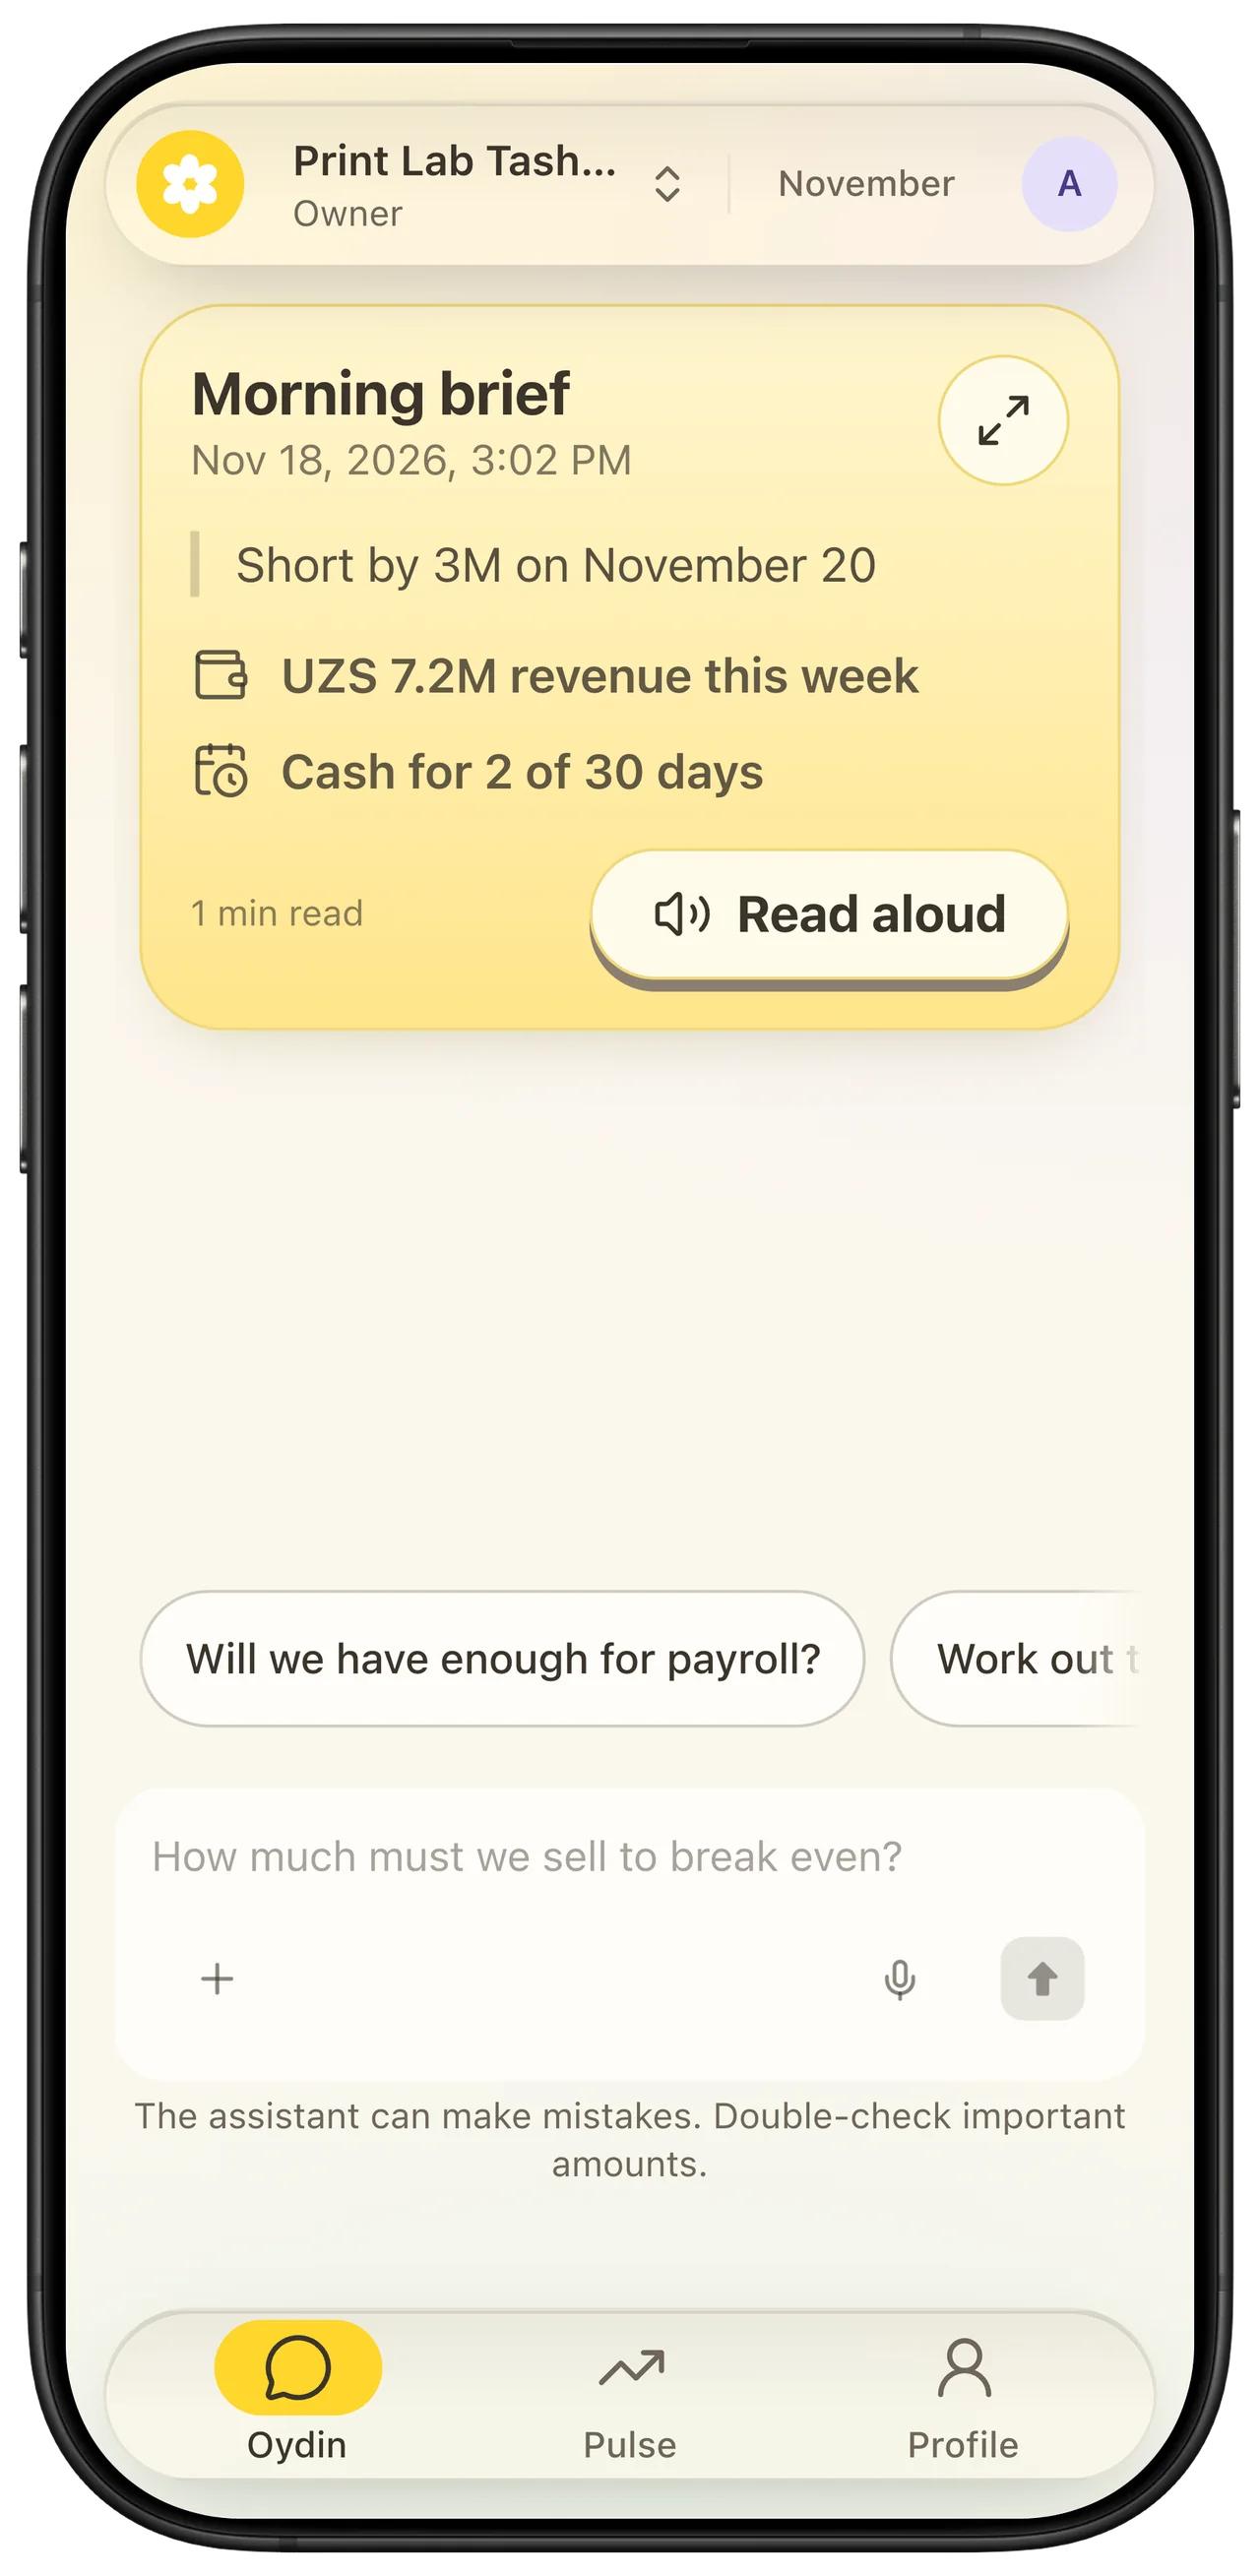 Print Lab Tash...
Owner
November
A
Morning brief
Nov 18, 2026, 3:02 PM
Short by 3M on November 20
UZS 7.2M revenue this week
Cash for 2 of 30 days
1 min read
Read aloud
Will we have enough for payroll?
Work out t
How much must we sell to break even?
The assistant can make mistakes. Double-check important
amounts.
Oydin
Pulse
Profile